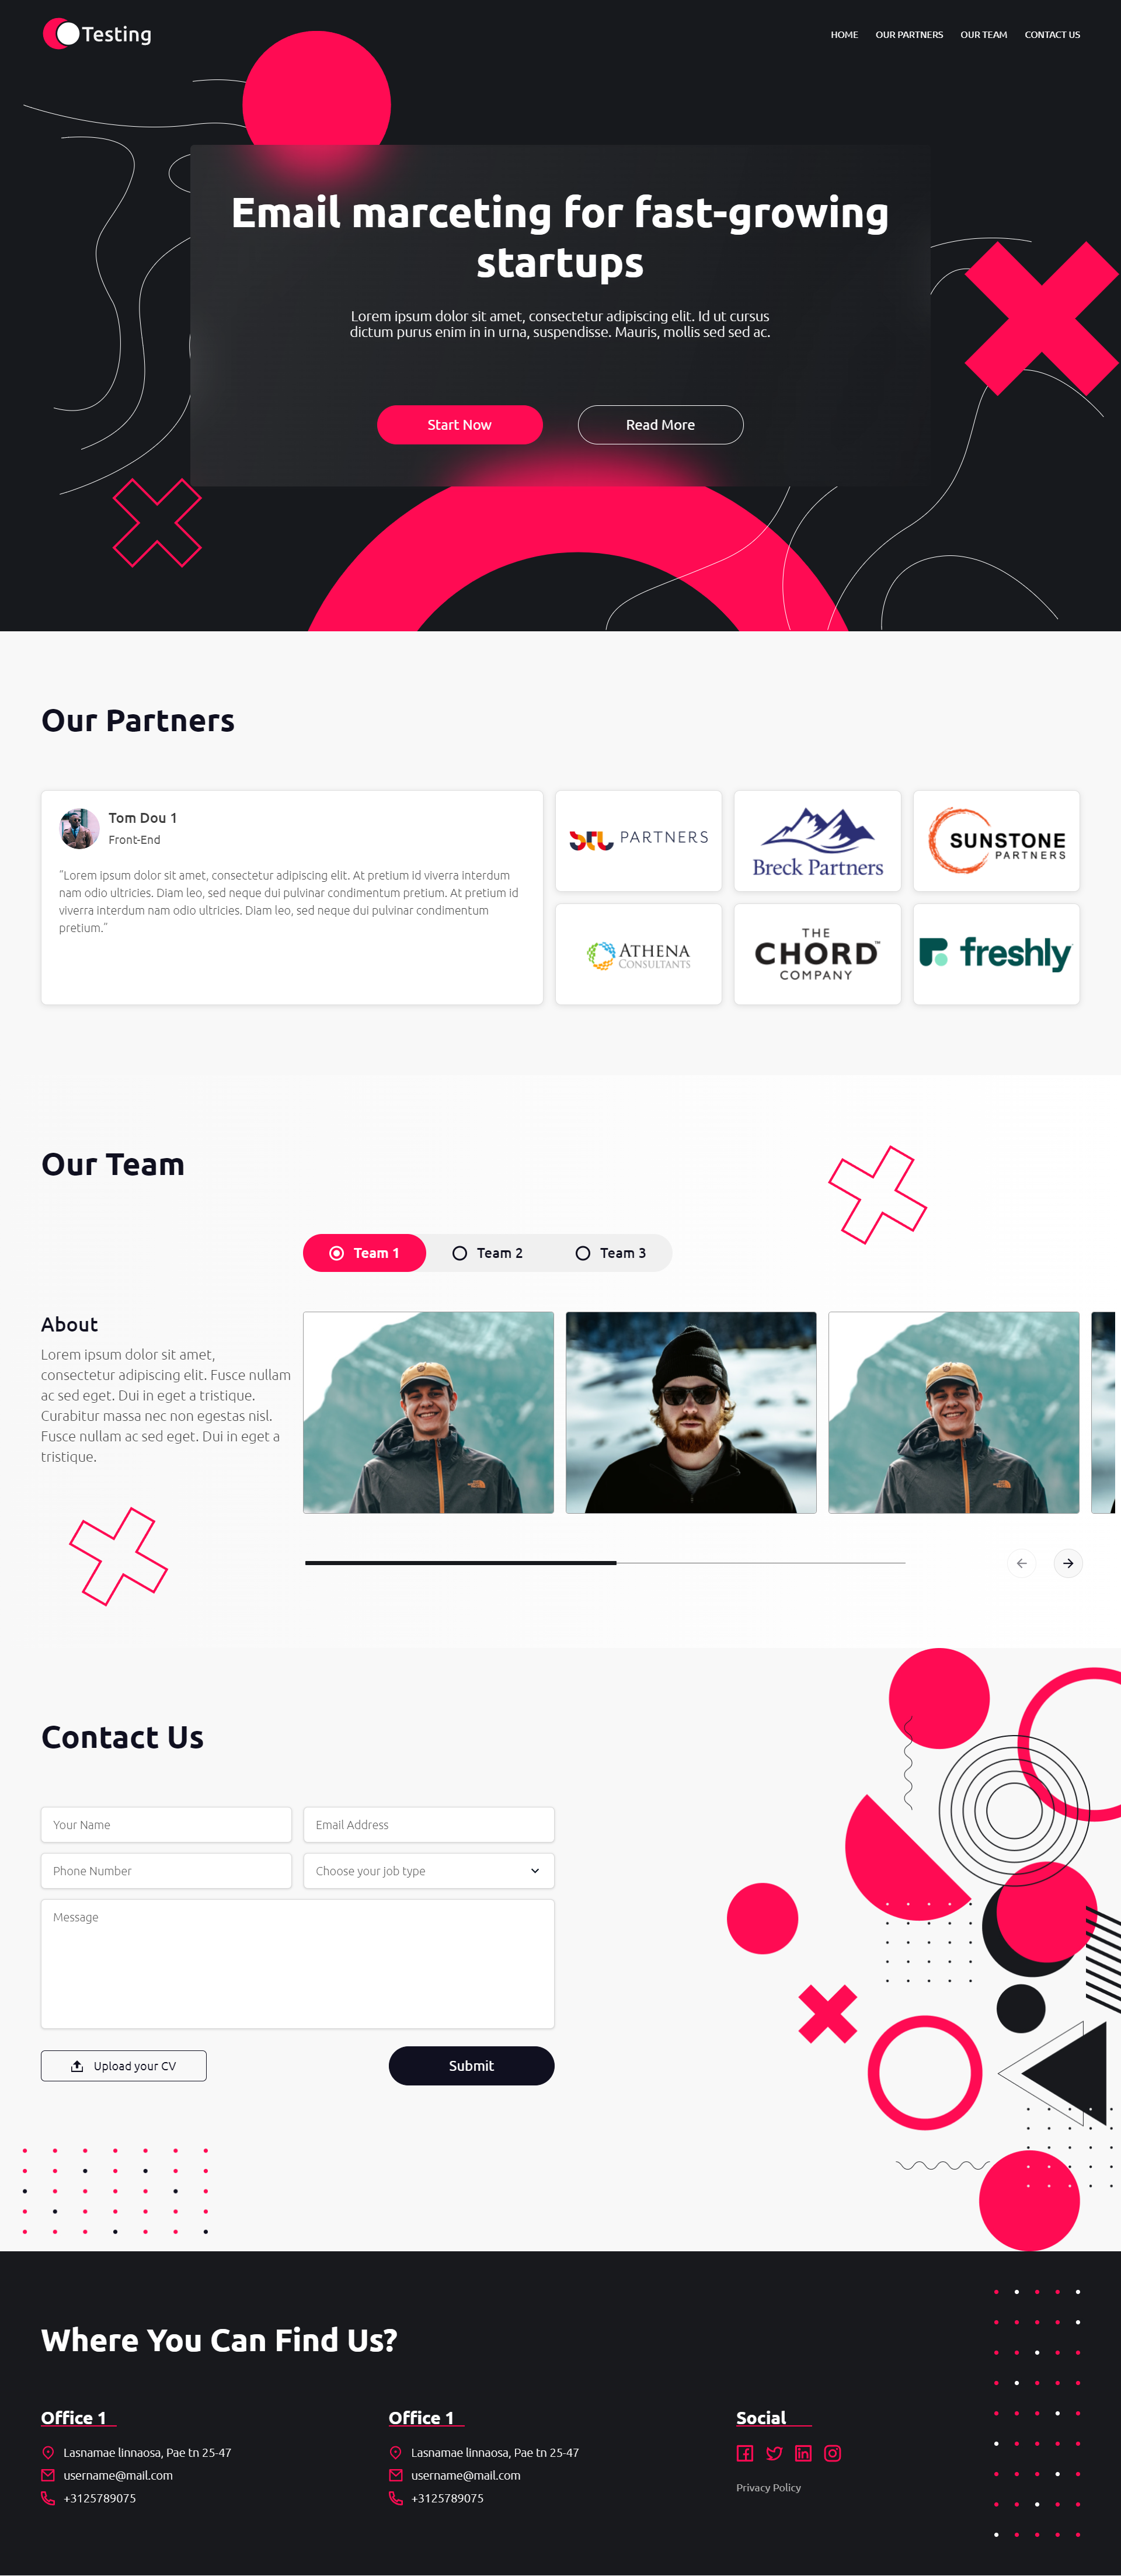 Testing
HOME OUR PARTNERS OUR TEAM CONTACT US
Email marceting for fast-growing
startups
Lorem ipsum dolor sit amet, consectetur adipiscing elit. Id ut cursus
dictum purus enim in in urna, suspendisse. Mauris, mollis sed sed ac.
Start Now
Read More
Our Partners
Tom Dou 1
Front-End
"Lorem ipsum dolor sit amet, consectetur adipiscing elit. At pretium id viverra interdum
nam odio ultricies. Diam leo, sed neque dui pulvinar condimentum pretium. At pretium id
viverra interdum nam odio ultricies. Diam leo, sed neque dui pulvinar condimentum
pretium."
STL PARTNERS
Breck Partners
SUNSTONE
PARTNERS
ATHENA
CONSULTANTS
THE
CHORD™
COMPANY
freshly
Our Team
Team 1
Team 2
Team 3
About
Lorem ipsum dolor sit amet,
consectetur adipiscing elit. Fusce nullam
ac sed eget. Dui in eget a tristique.
Curabitur massa nec non egestas nisl.
Fusce nullam ac sed eget. Dui in eget a
tristique.
Contact Us
Your Name
Email Address
Phone Number
Choose your job type
Message
Upload your CV
Submit
Where You Can Find Us?
Office 1
Lasnamae linnaosa, Pae tn 25-47
username@mail.com
+3125789075
Office 1
Lasnamae linnaosa, Pae tn 25-47
username@mail.com
+3125789075
Social
Privacy Policy